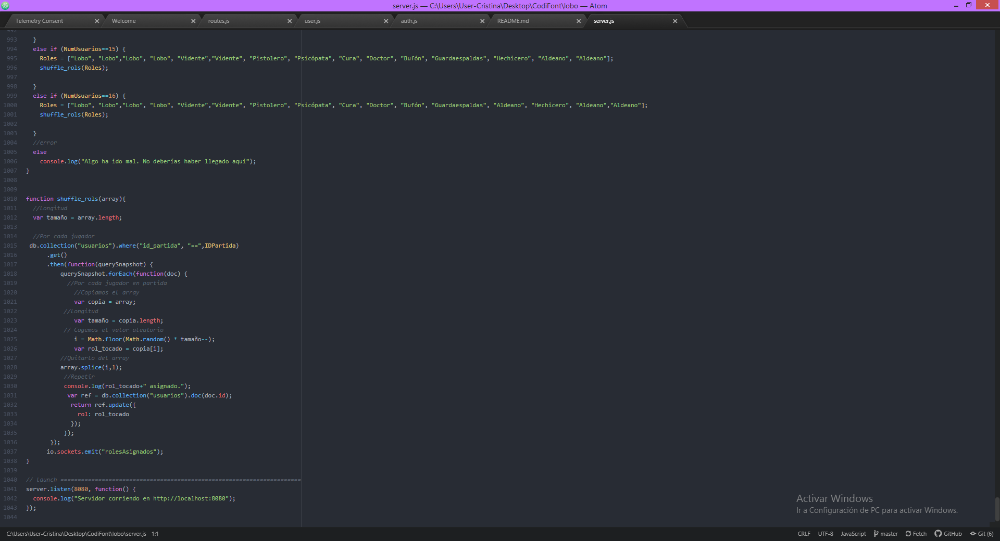 server.js — C:\Users\User-Cristina\Desktop\CodiFont\lobo — Atom
Telemetry Consent
Welcome
routes.js
user.js
auth.js
README.md
server.js
992
993 }
994 else if (NumUsuarios==15) {
995 Roles = ["Lobo", "Lobo","Lobo", "Lobo", "Vidente","Vidente", "Pistolero", "Psicópata", "Cura", "Doctor", "Bufón", "Guardaespaldas", "Hechicero", "Aldeano", "Aldeano"];
996 shuffle_rols(Roles);
997
998 }
999 else if (NumUsuarios==16) {
1000 Roles = ["Lobo", "Lobo","Lobo", "Lobo", "Vidente","Vidente", "Pistolero", "Psicópata", "Cura", "Doctor", "Bufón", "Guardaespaldas", "Aldeano", "Hechicero", "Aldeano","Aldeano"];
1001 shuffle_rols(Roles);
1002
1003 }
1004 //error
1005 else
1006 console.log("Algo ha ido mal. No deberías haber llegado aquí");
1007 }
1008
1009
1010 function shuffle_rols(array){
1011 //Longitud
1012 var tamaño = array.length;
1013
1014 //Por cada jugador
1015 db.collection("usuarios").where("id_partida", "==",IDPartida)
1016 .get()
1017 .then(function(querySnapshot) {
1018 querySnapshot.forEach(function(doc) {
1019 //Por cada jugador en partida
1020 //Copiamos el array
1021 var copia = array;
1022 //Longitud
1023 var tamaño = copia.length;
1024 // Cogemos el valor aleatorio
1025 i = Math.floor(Math.random() * tamaño--);
1026 var rol_tocado = copia[i];
1027 //Quitarlo del array
1028 array.splice(i,1);
1029 //Repetir
1030 console.log(rol_tocado+" asignado.");
1031 var ref = db.collection("usuarios").doc(doc.id);
1032 return ref.update({
1033 rol: rol_tocado
1034 });
1035 });
1036 });
1037 io.sockets.emit("rolesAsignados");
1038 }
1039
1040 // launch ======================================================================
1041 server.listen(8080, function() {
1042 console.log("Servidor corriendo en http://localhost:8080");
1043 });
1044
Activar Windows
Ir a Configuración de PC para activar Windows.
C:\Users\User-Cristina\Desktop\CodiFont\lobo\server.js 1:1
CRLF UTF-8 JavaScript master Fetch GitHub Git (6)